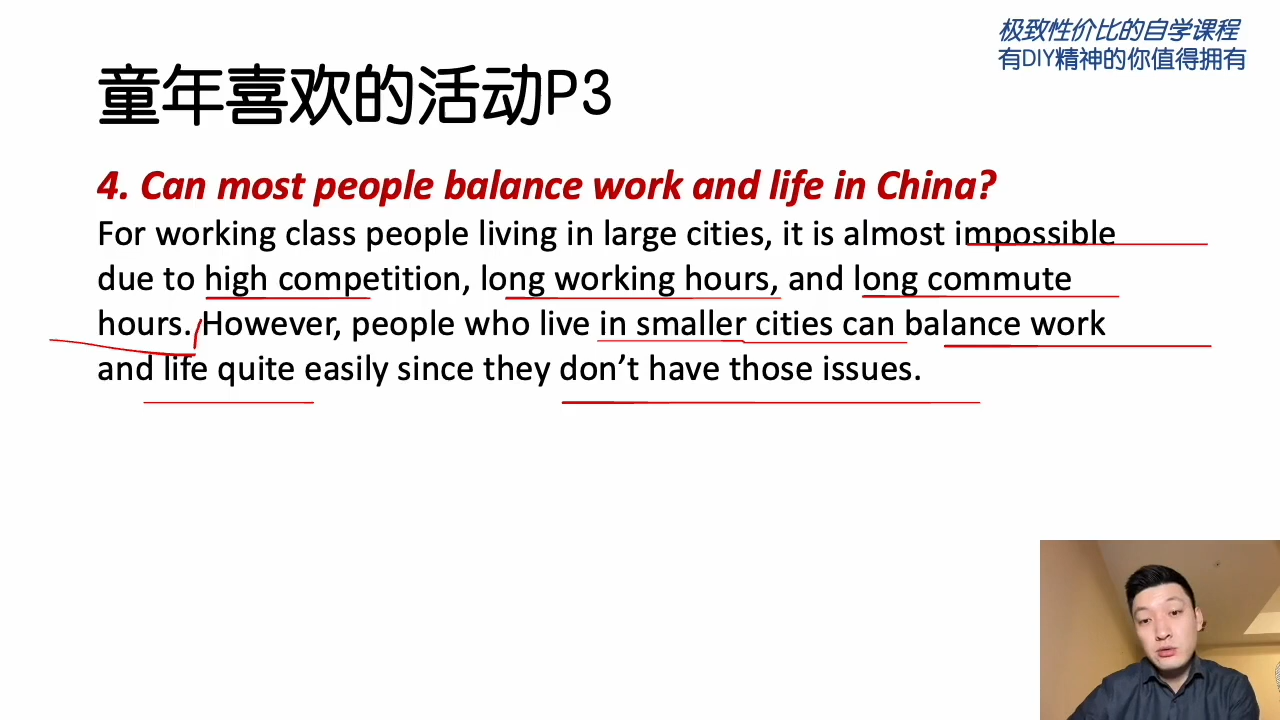 极致性价比的自学课程
有DIY精神的你值得拥有
童年喜欢的活动P3
4. Can most people balance work and life in China?
For working class people living in large cities, it is almost impossible
due to high competition, long working hours, and long commute
hours. However, people who live in smaller cities can balance work
and life quite easily since they don’t have those issues.